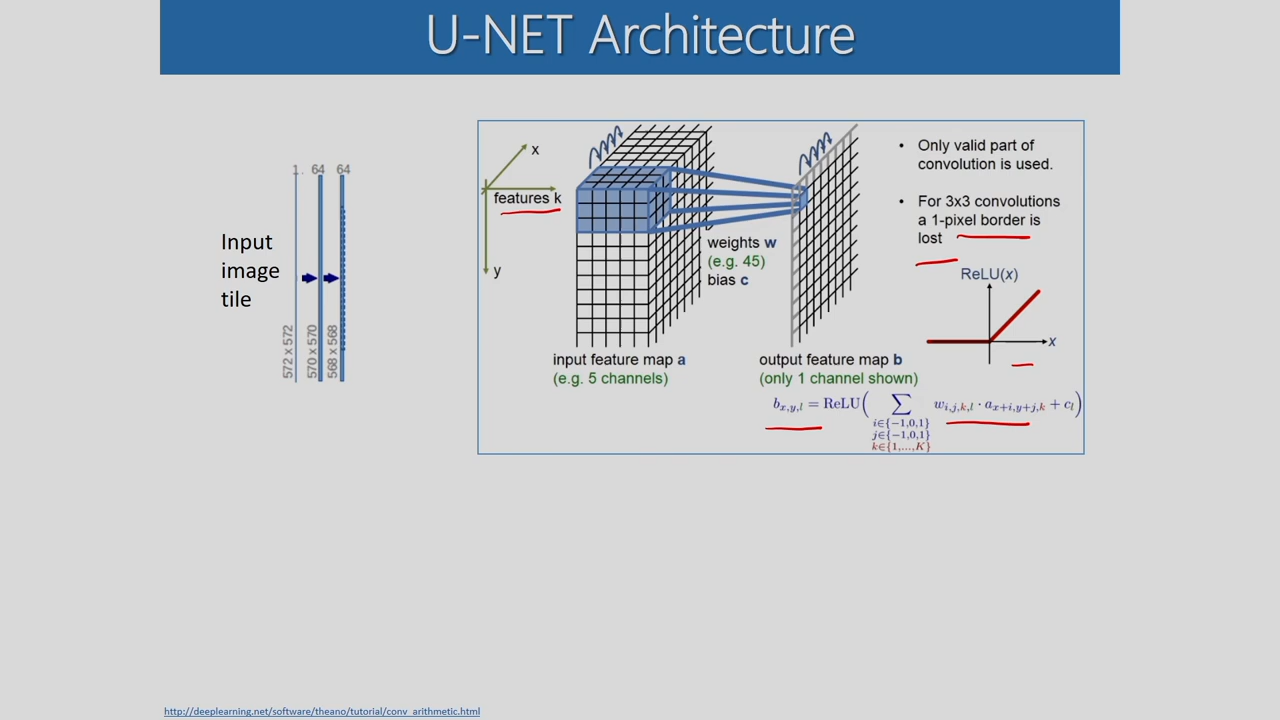 U-NET Architecture
1. 64 64
Input
image
tile
572 x 572
570 x 570
568 x 568
x
features k
y
weights w
(e.g. 45)
bias c
input feature map a
(e.g. 5 channels)
output feature map b
(only 1 channel shown)
• Only valid part of
convolution is used.
• For 3x3 convolutions
a 1-pixel border is
lost
ReLU(x)
x
b_{x,y,l} = ReLU( ∑ w_{i,j,k,l} · a_{x+i,y+j,k} + c_l )
i∈{-1,0,1}
j∈{-1,0,1}
k∈{1,...,K}
http://deeplearning.net/software/theano/tutorial/conv_arithmetic.html